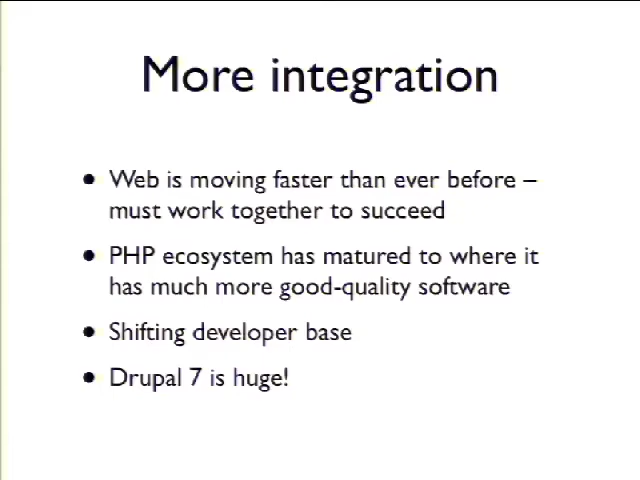 More integration
• Web is moving faster than ever before –
must work together to succeed
• PHP ecosystem has matured to where it
has much more good-quality software
• Shifting developer base
• Drupal 7 is huge!